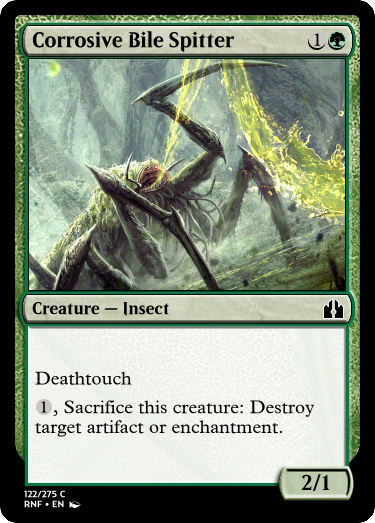 Corrosive Bile Spitter 1
Creature — Insect
Deathtouch
1, Sacrifice this creature: Destroy
target artifact or enchantment.
2/1
122/275 C
RNF • EN